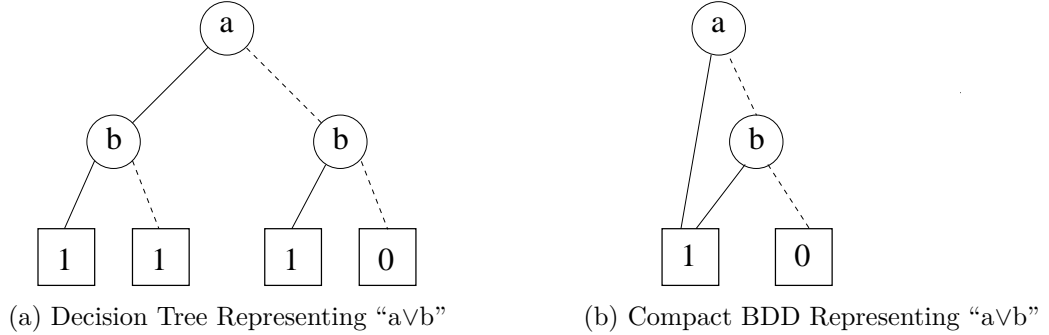 a
a
b
b
b
1
1
1
0
1
0
(a) Decision Tree Representing “a∨b”
(b) Compact BDD Representing “a∨b”